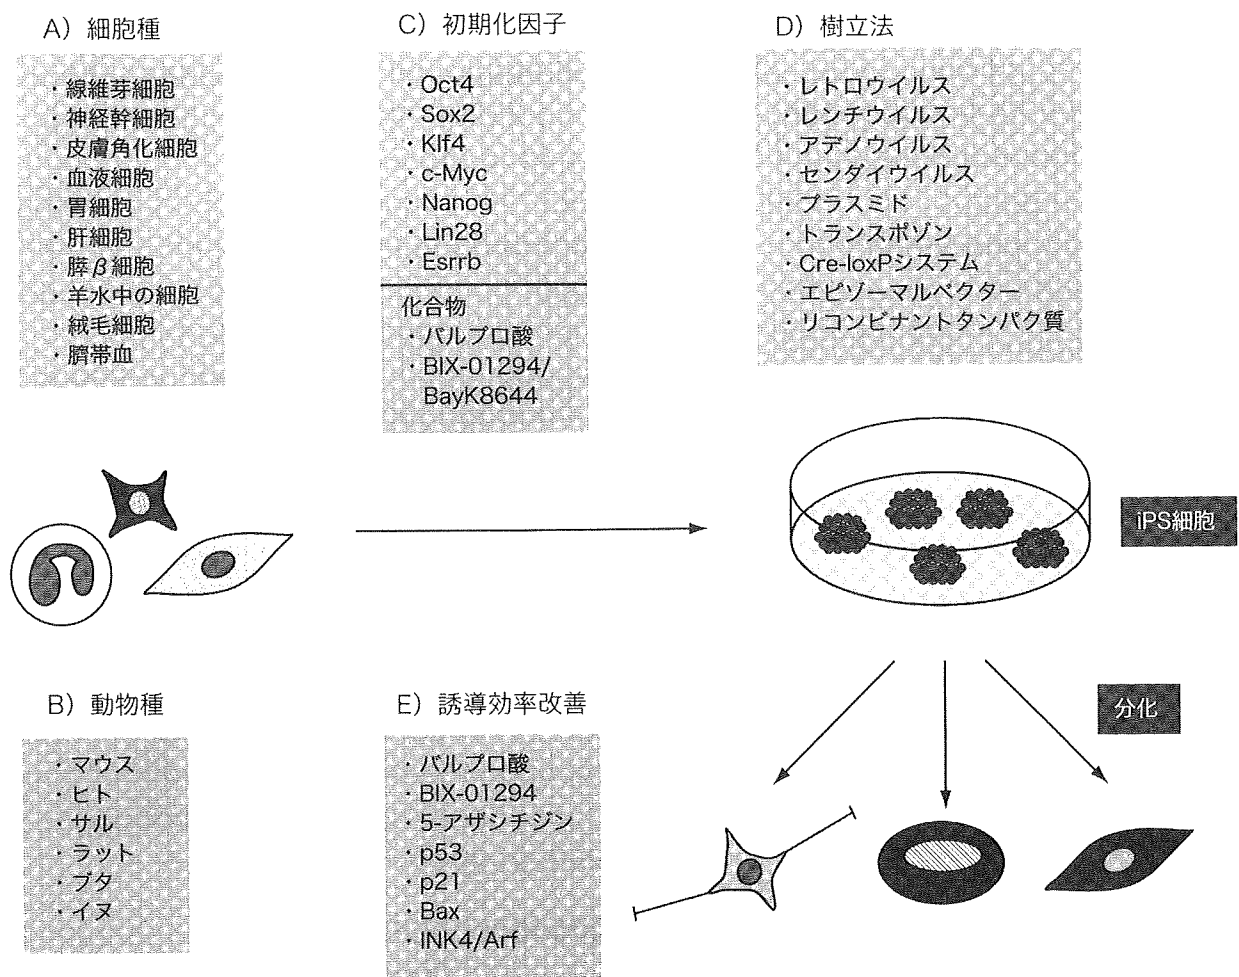 A）細胞種
・線維芽細胞
・神経幹細胞
・皮膚角化細胞
・血液細胞
・胃細胞
・肝細胞
・膵β細胞
・羊水中の細胞
・絨毛細胞
・臍帯血
C）初期化因子
・Oct4
・Sox2
・Klf4
・c-Myc
・Nanog
・Lin28
・Esrrb
化合物
・バルプロ酸
・BIX-01294/
BayK8644
D）樹立法
・レトロウイルス
・レンチウイルス
・アデノウイルス
・センダイウイルス
・プラスミド
・トランスポゾン
・Cre-loxPシステム
・エピゾーマルベクター
・リコンビナントタンパク質
iPS細胞
B）動物種
・マウス
・ヒト
・サル
・ラット
・ブタ
・イヌ
E）誘導効率改善
・バルプロ酸
・BIX-01294
・5-アザシチジン
・p53
・p21
・Bax
・INK4/Arf
分化